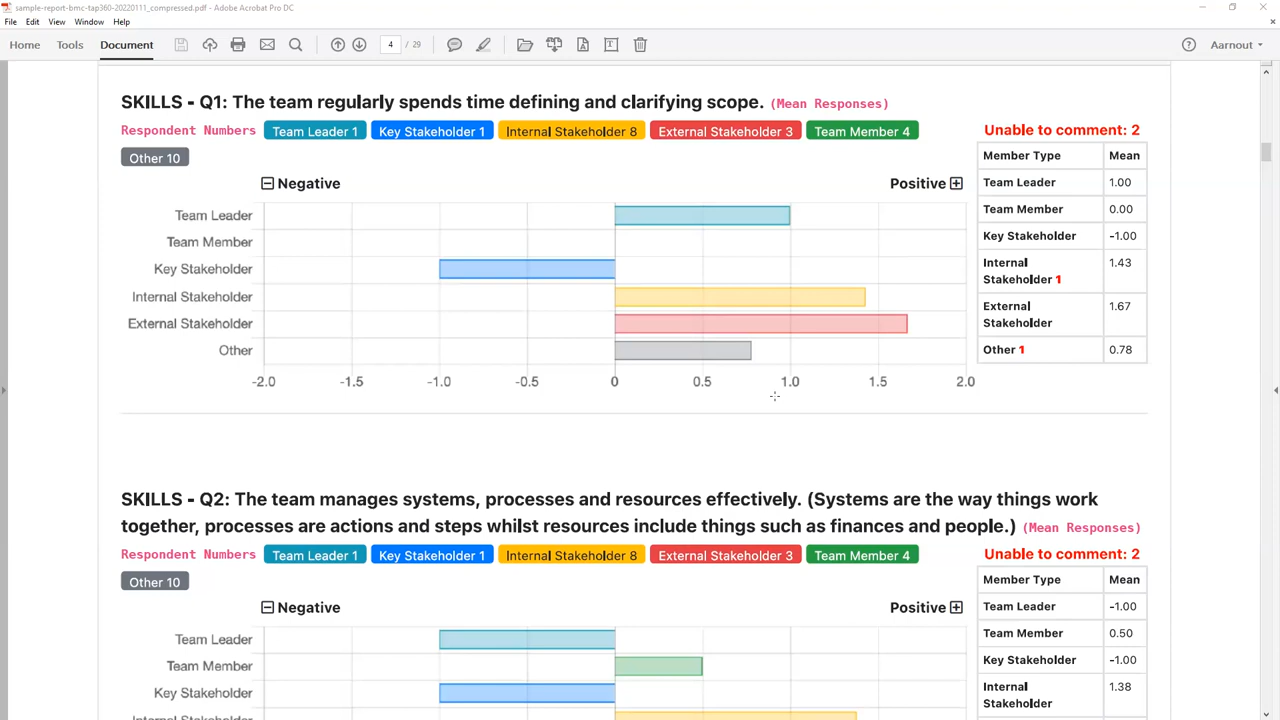 sample-report-bmc-tap360-20220111_compressed.pdf - Adobe Acrobat Pro DC
File Edit View Window Help
Home Tools Document 4 / 29 Aarnout
SKILLS - Q1: The team regularly spends time defining and clarifying scope. (Mean Responses)
Respondent Numbers Team Leader 1 Key Stakeholder 1 Internal Stakeholder 8 External Stakeholder 3 Team Member 4
Other 10
Unable to comment: 2
Member Type Mean
Team Leader 1.00
Team Member 0.00
Key Stakeholder -1.00
Internal Stakeholder 1 1.43
External Stakeholder 1.67
Other 1 0.78
Negative Positive
Team Leader
Team Member
Key Stakeholder
Internal Stakeholder
External Stakeholder
Other
-2.0 -1.5 -1.0 -0.5 0 0.5 1.0 1.5 2.0
SKILLS - Q2: The team manages systems, processes and resources effectively. (Systems are the way things work
together, processes are actions and steps whilst resources include things such as finances and people.) (Mean Responses)
Respondent Numbers Team Leader 1 Key Stakeholder 1 Internal Stakeholder 8 External Stakeholder 3 Team Member 4
Other 10
Unable to comment: 2
Member Type Mean
Team Leader -1.00
Team Member 0.50
Key Stakeholder -1.00
Internal Stakeholder 1.38
Negative Positive
Team Leader
Team Member
Key Stakeholder
Internal Stakeholder